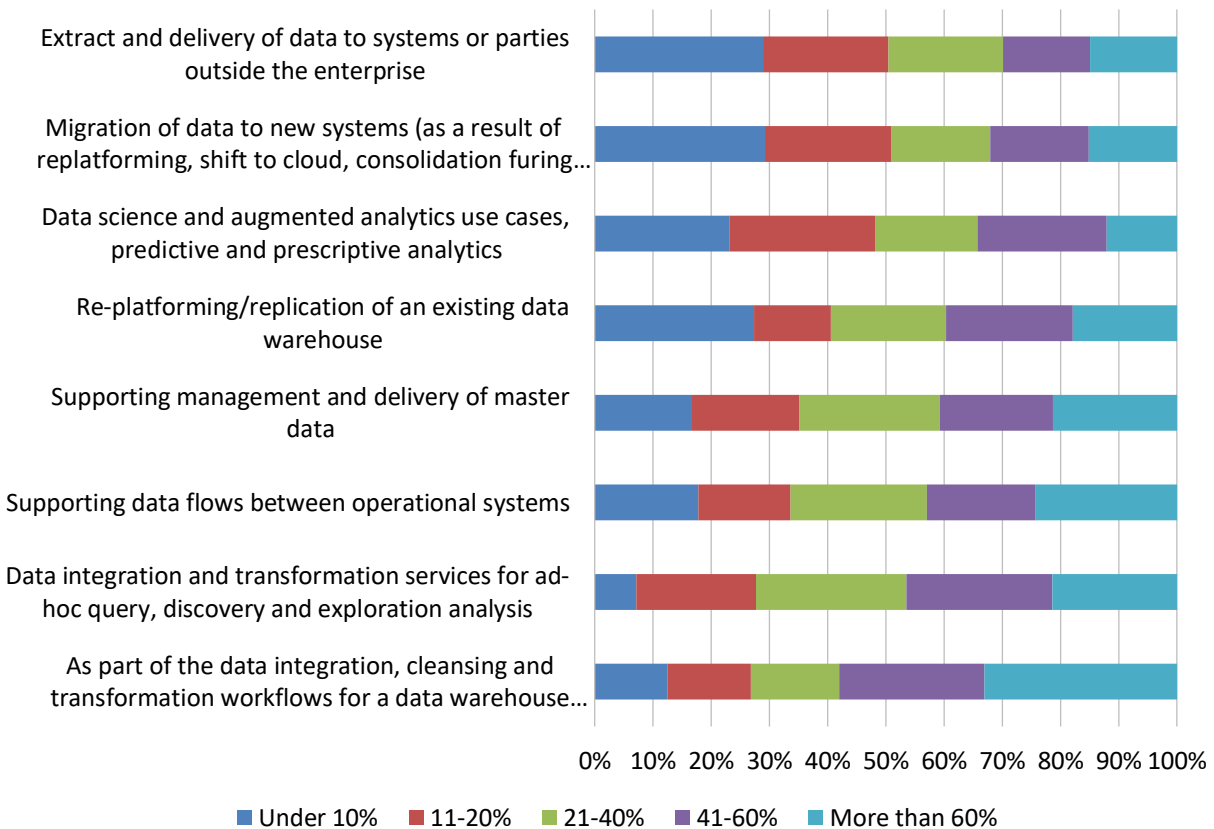 Extract and delivery of data to systems or parties
outside the enterprise
Migration of data to new systems (as a result of
replatforming, shift to cloud, consolidation furing...
Data science and augmented analytics use cases,
predictive and prescriptive analytics
Re-platforming/replication of an existing data
warehouse
Supporting management and delivery of master
data
Supporting data flows between operational systems
Data integration and transformation services for ad-
hoc query, discovery and exploration analysis
As part of the data integration, cleansing and
transformation workflows for a data warehouse...
0% 10% 20% 30% 40% 50% 60% 70% 80% 90% 100%
Under 10% 11-20% 21-40% 41-60% More than 60%